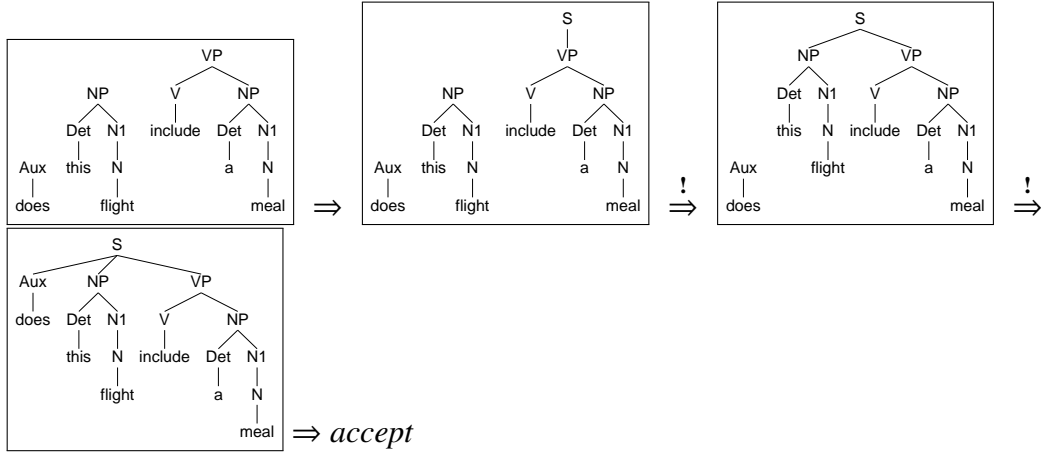 S S
VP VP NP VP
NP V NP NP V NP Det N1 V NP
Det N1 include Det N1 Det N1 include Det N1 this N include Det N1
Aux this N a N Aux this N a N Aux flight a N
does flight meal ⇒ does flight meal !⇒ does meal !⇒
S
Aux NP VP
does Det N1 V NP
this N include Det N1
flight a N
meal ⇒ accept